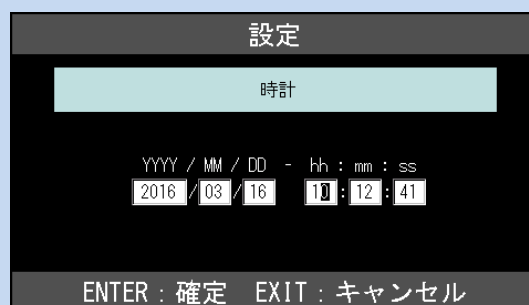 設定
時計
YYYY / MM / DD - hh : mm : ss
2016 / 03 / 16 10 : 12 : 41
ENTER : 確定 EXIT : キャンセル